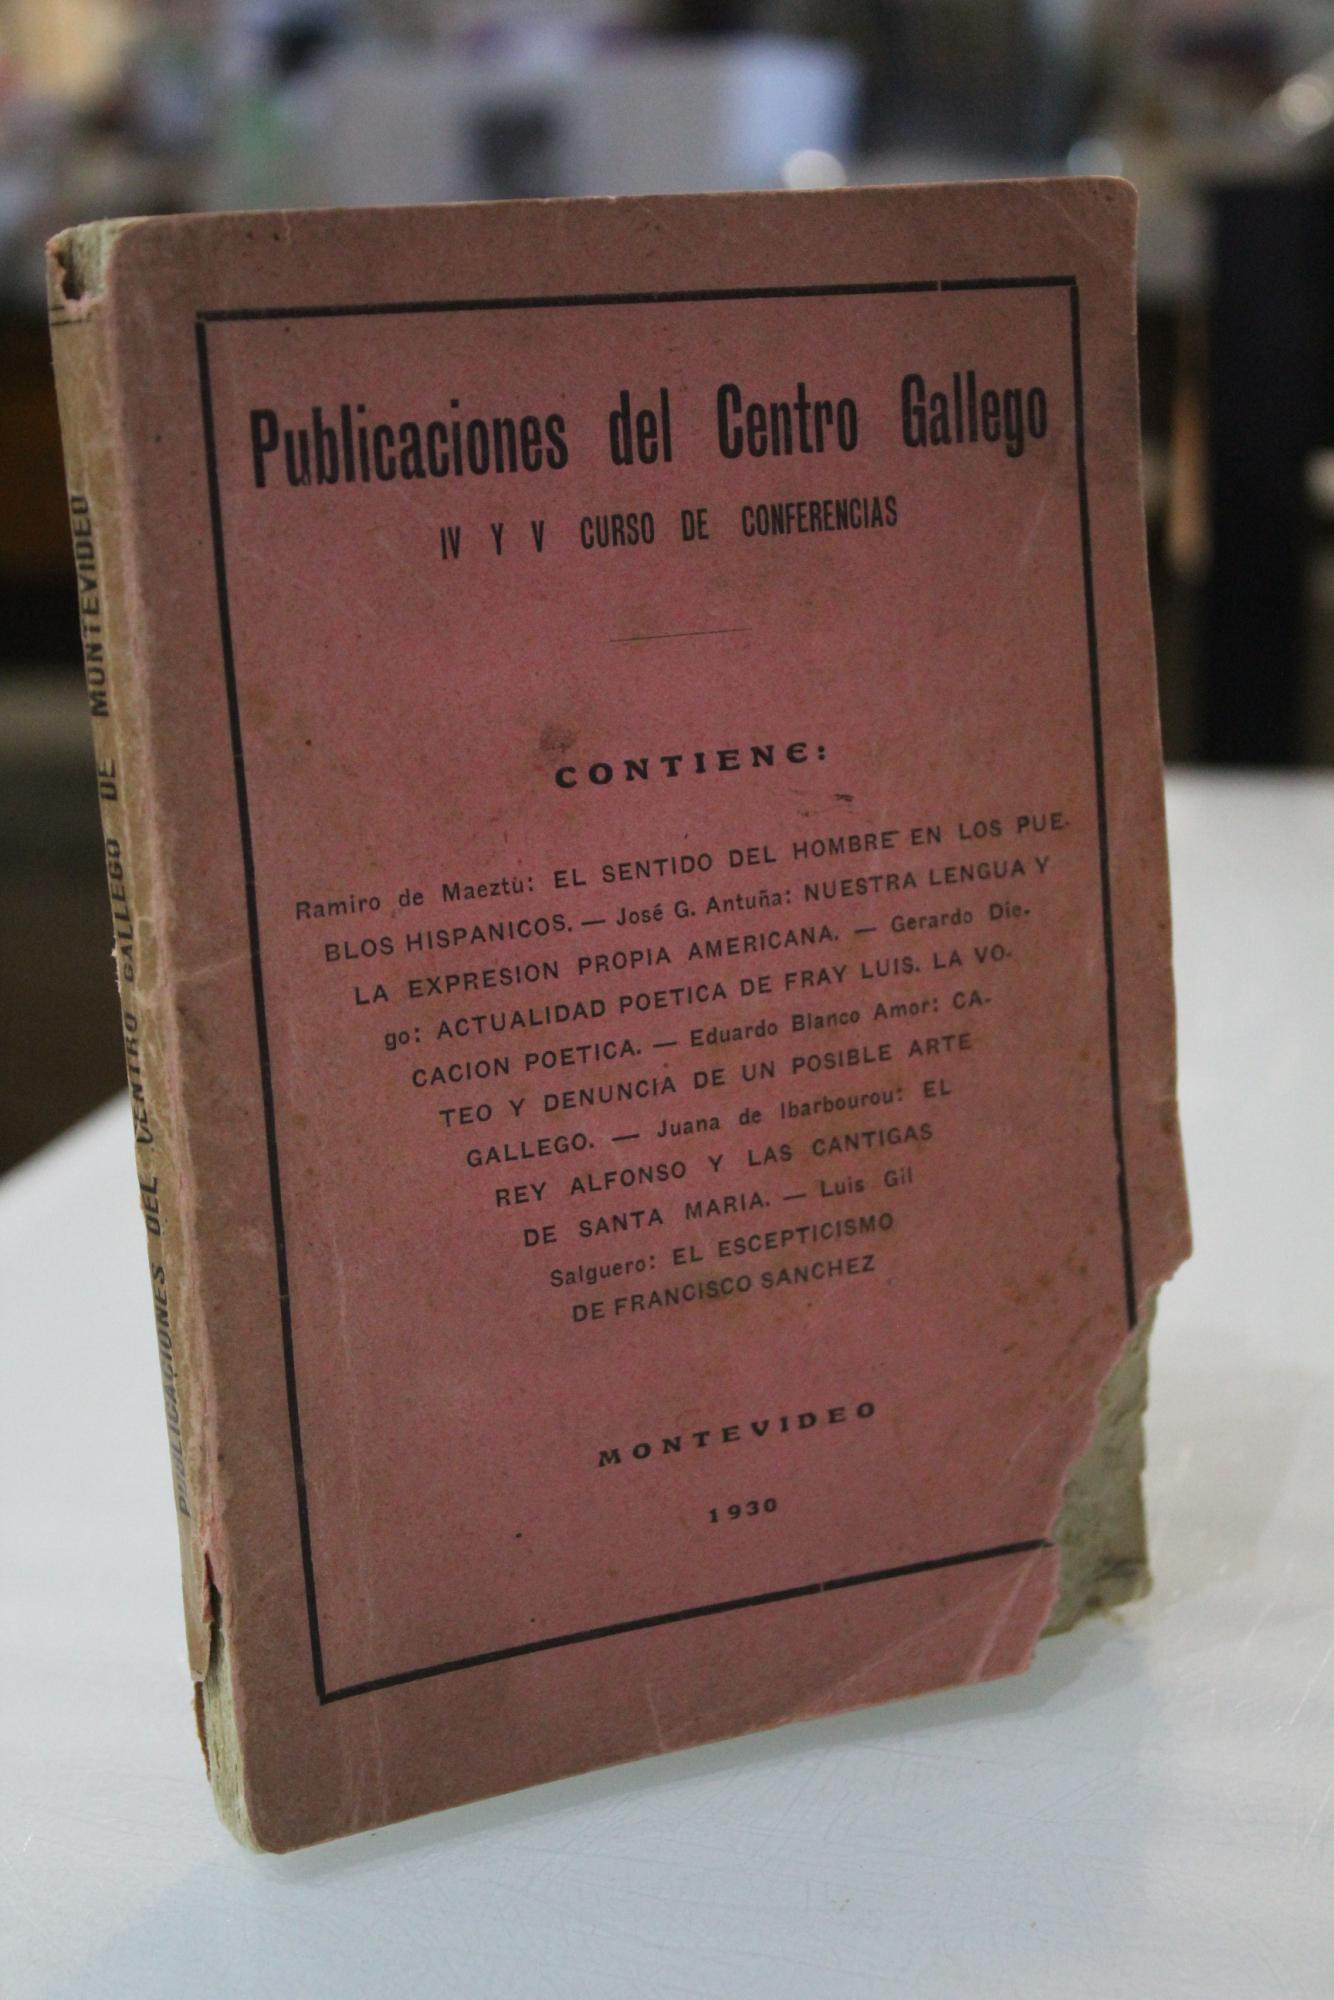 Publicaciones del Centro Gallego
IV Y V CURSO DE CONFERENCIAS
CONTIENE:
Ramiro de Maeztù: EL SENTIDO DEL HOMBRE EN LOS PUE-
BLOS HISPANICOS. — José G. Antuña: NUESTRA LENGUA Y
LA EXPRESION PROPIA AMERICANA. — Gerardo Die-
go: ACTUALIDAD POETICA DE FRAY LUIS. LA VO-
CACION POETICA. — Eduardo Blanco Amor: CA-
TEO Y DENUNCIA DE UN POSIBLE ARTE
GALLEGO. — Juana de Ibarbourou: EL
REY ALFONSO Y LAS CANTIGAS
DE SANTA MARIA. — Luis Gil
Salguero: EL ESCEPTICISMO
DE FRANCISCO SANCHEZ
MONTEVIDEO
1930
PUBLICACIONES DEL CENTRO GALLEGO DE MONTEVIDEO